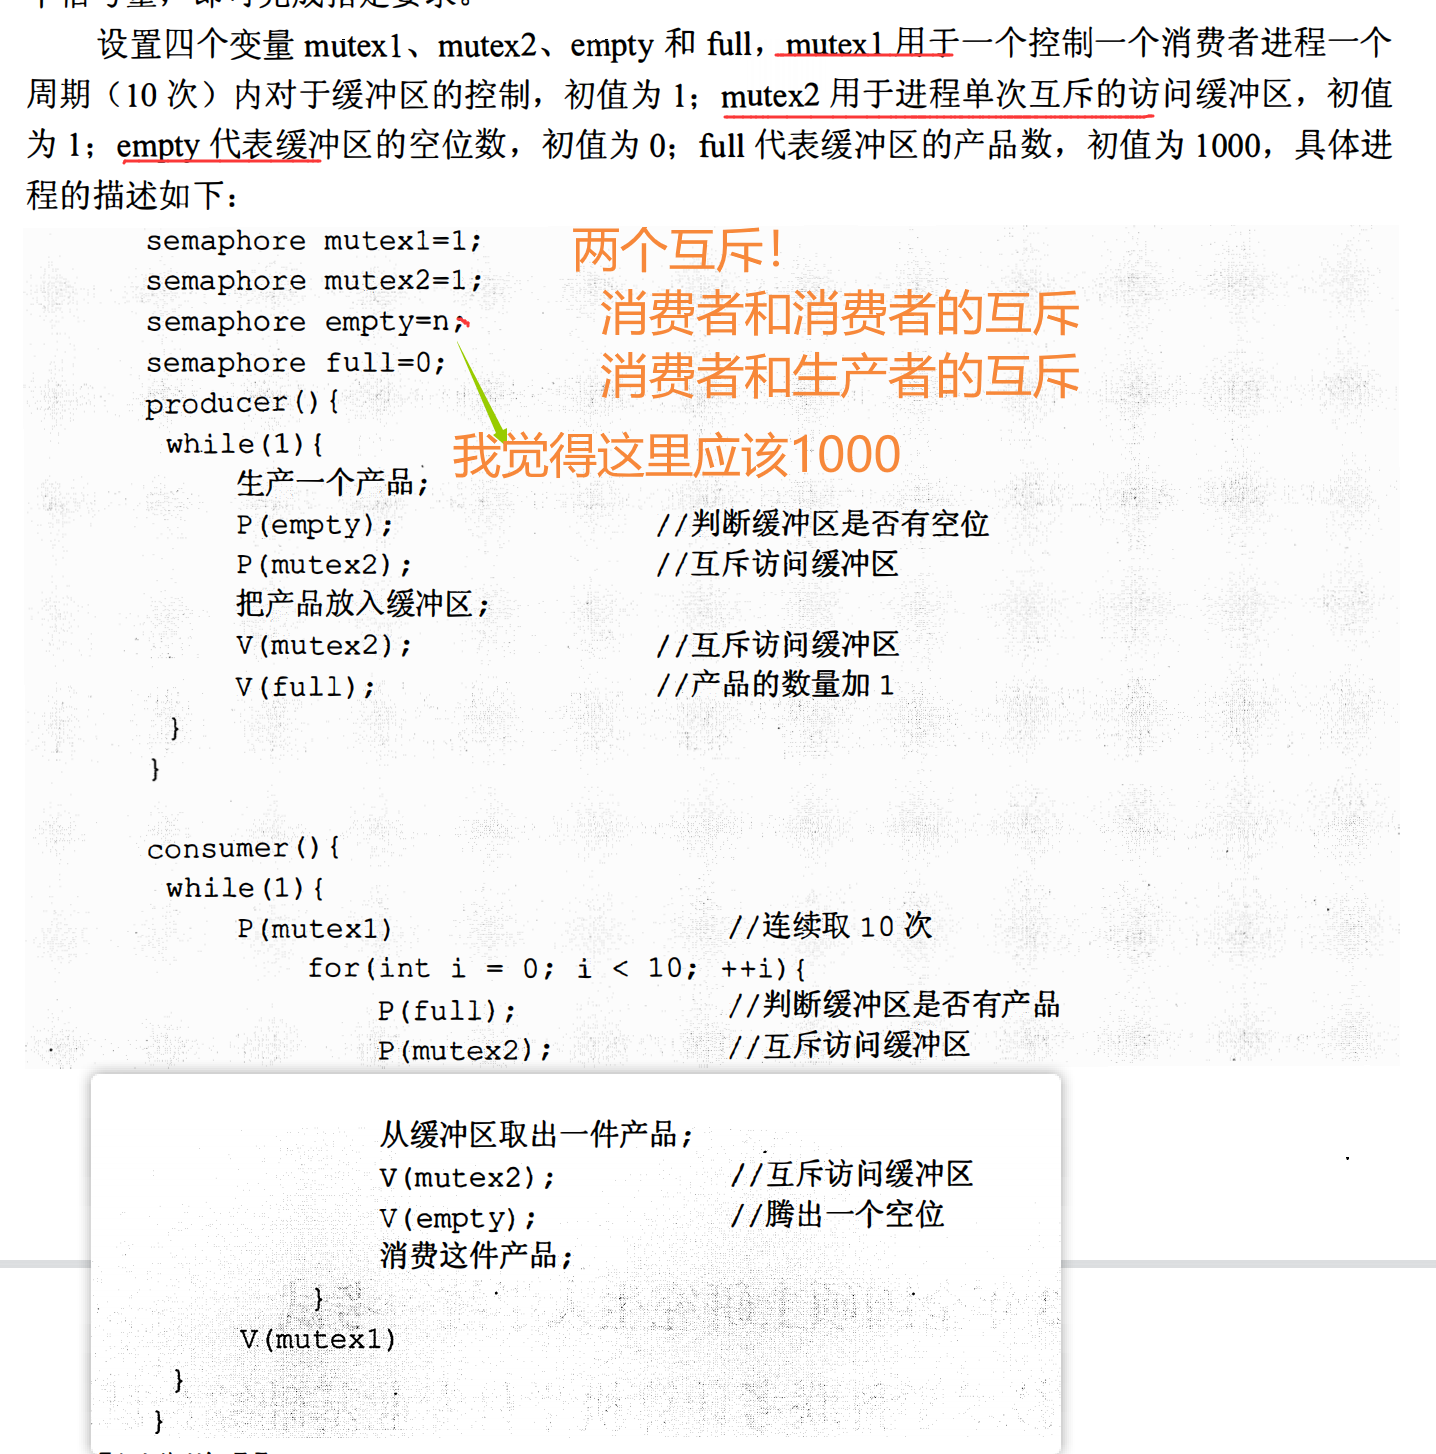 个信号量，即可完成指定要求。
设置四个变量 mutex1、mutex2、empty 和 full，mutex1 用于一个控制一个消费者进程一个
周期（10 次）内对于缓冲区的控制，初值为 1；mutex2 用于进程单次互斥的访问缓冲区，初值
为 1；empty 代表缓冲区的空位数，初值为 0；full 代表缓冲区的产品数，初值为 1000，具体进
程的描述如下：
semaphore mutex1=1;
两个互斥！
semaphore mutex2=1;
消费者和消费者的互斥
semaphore empty=n;
semaphore full=0;
消费者和生产者的互斥
producer(){
while(1){
我觉得这里应该1000
生产一个产品;
P(empty); //判断缓冲区是否有空位
P(mutex2); //互斥访问缓冲区
把产品放入缓冲区;
V(mutex2); //互斥访问缓冲区
V(full); //产品的数量加 1
}
}
consumer(){
while(1){
P(mutex1) //连续取 10 次
for(int i = 0; i < 10; ++i){
P(full); //判断缓冲区是否有产品
P(mutex2); //互斥访问缓冲区
从缓冲区取出一件产品;
V(mutex2); //互斥访问缓冲区
V(empty); //腾出一个空位
消费这件产品;
}
V(mutex1)
}
}